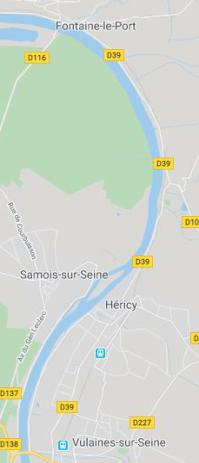 Fontaine-le-Port
D116
D39
D39
Rue de Courbuisson
D10
D39
Samois-sur-Seine
Héricy
Av. du Gén Leclerc
D137
D39
D227
D138
Vulaines-sur-Seine